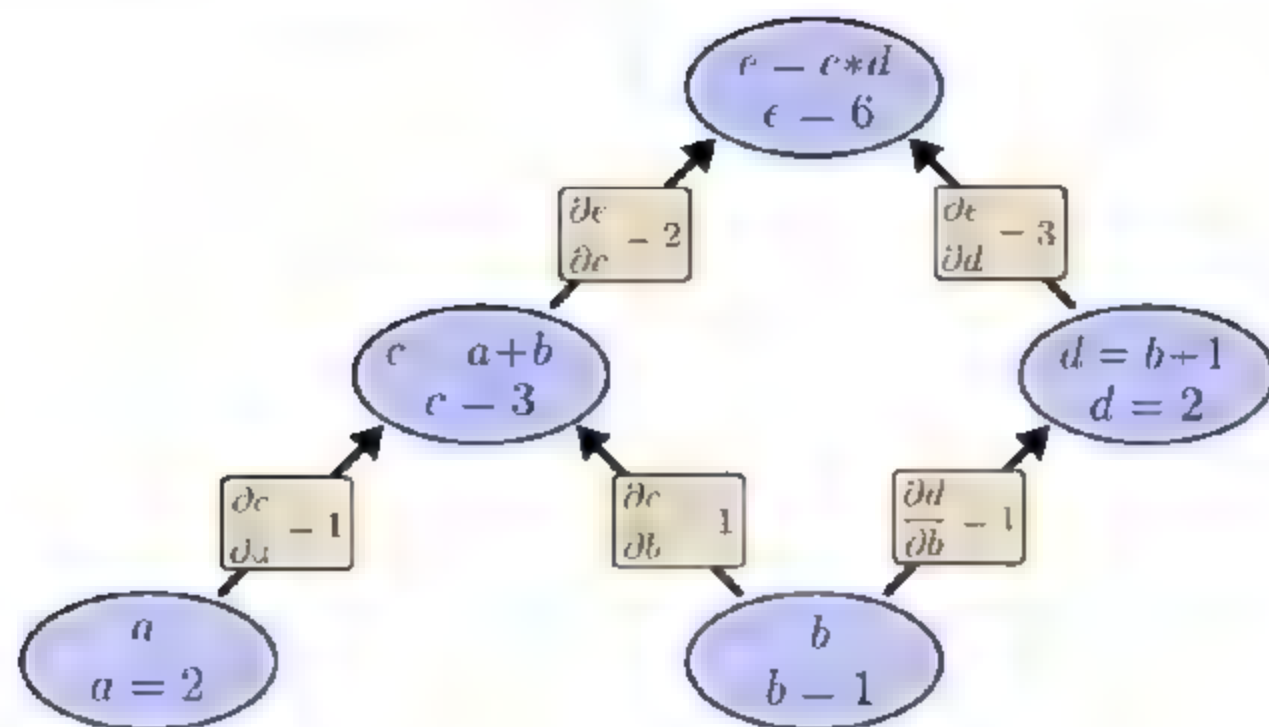 e = c*d
e = 6
∂e/∂c = 2
∂e/∂d = 3
c = a+b
c = 3
d = b+1
d = 2
∂c/∂a = 1
∂c/∂b = 1
∂d/∂b = 1
a
a = 2
b
b = 1